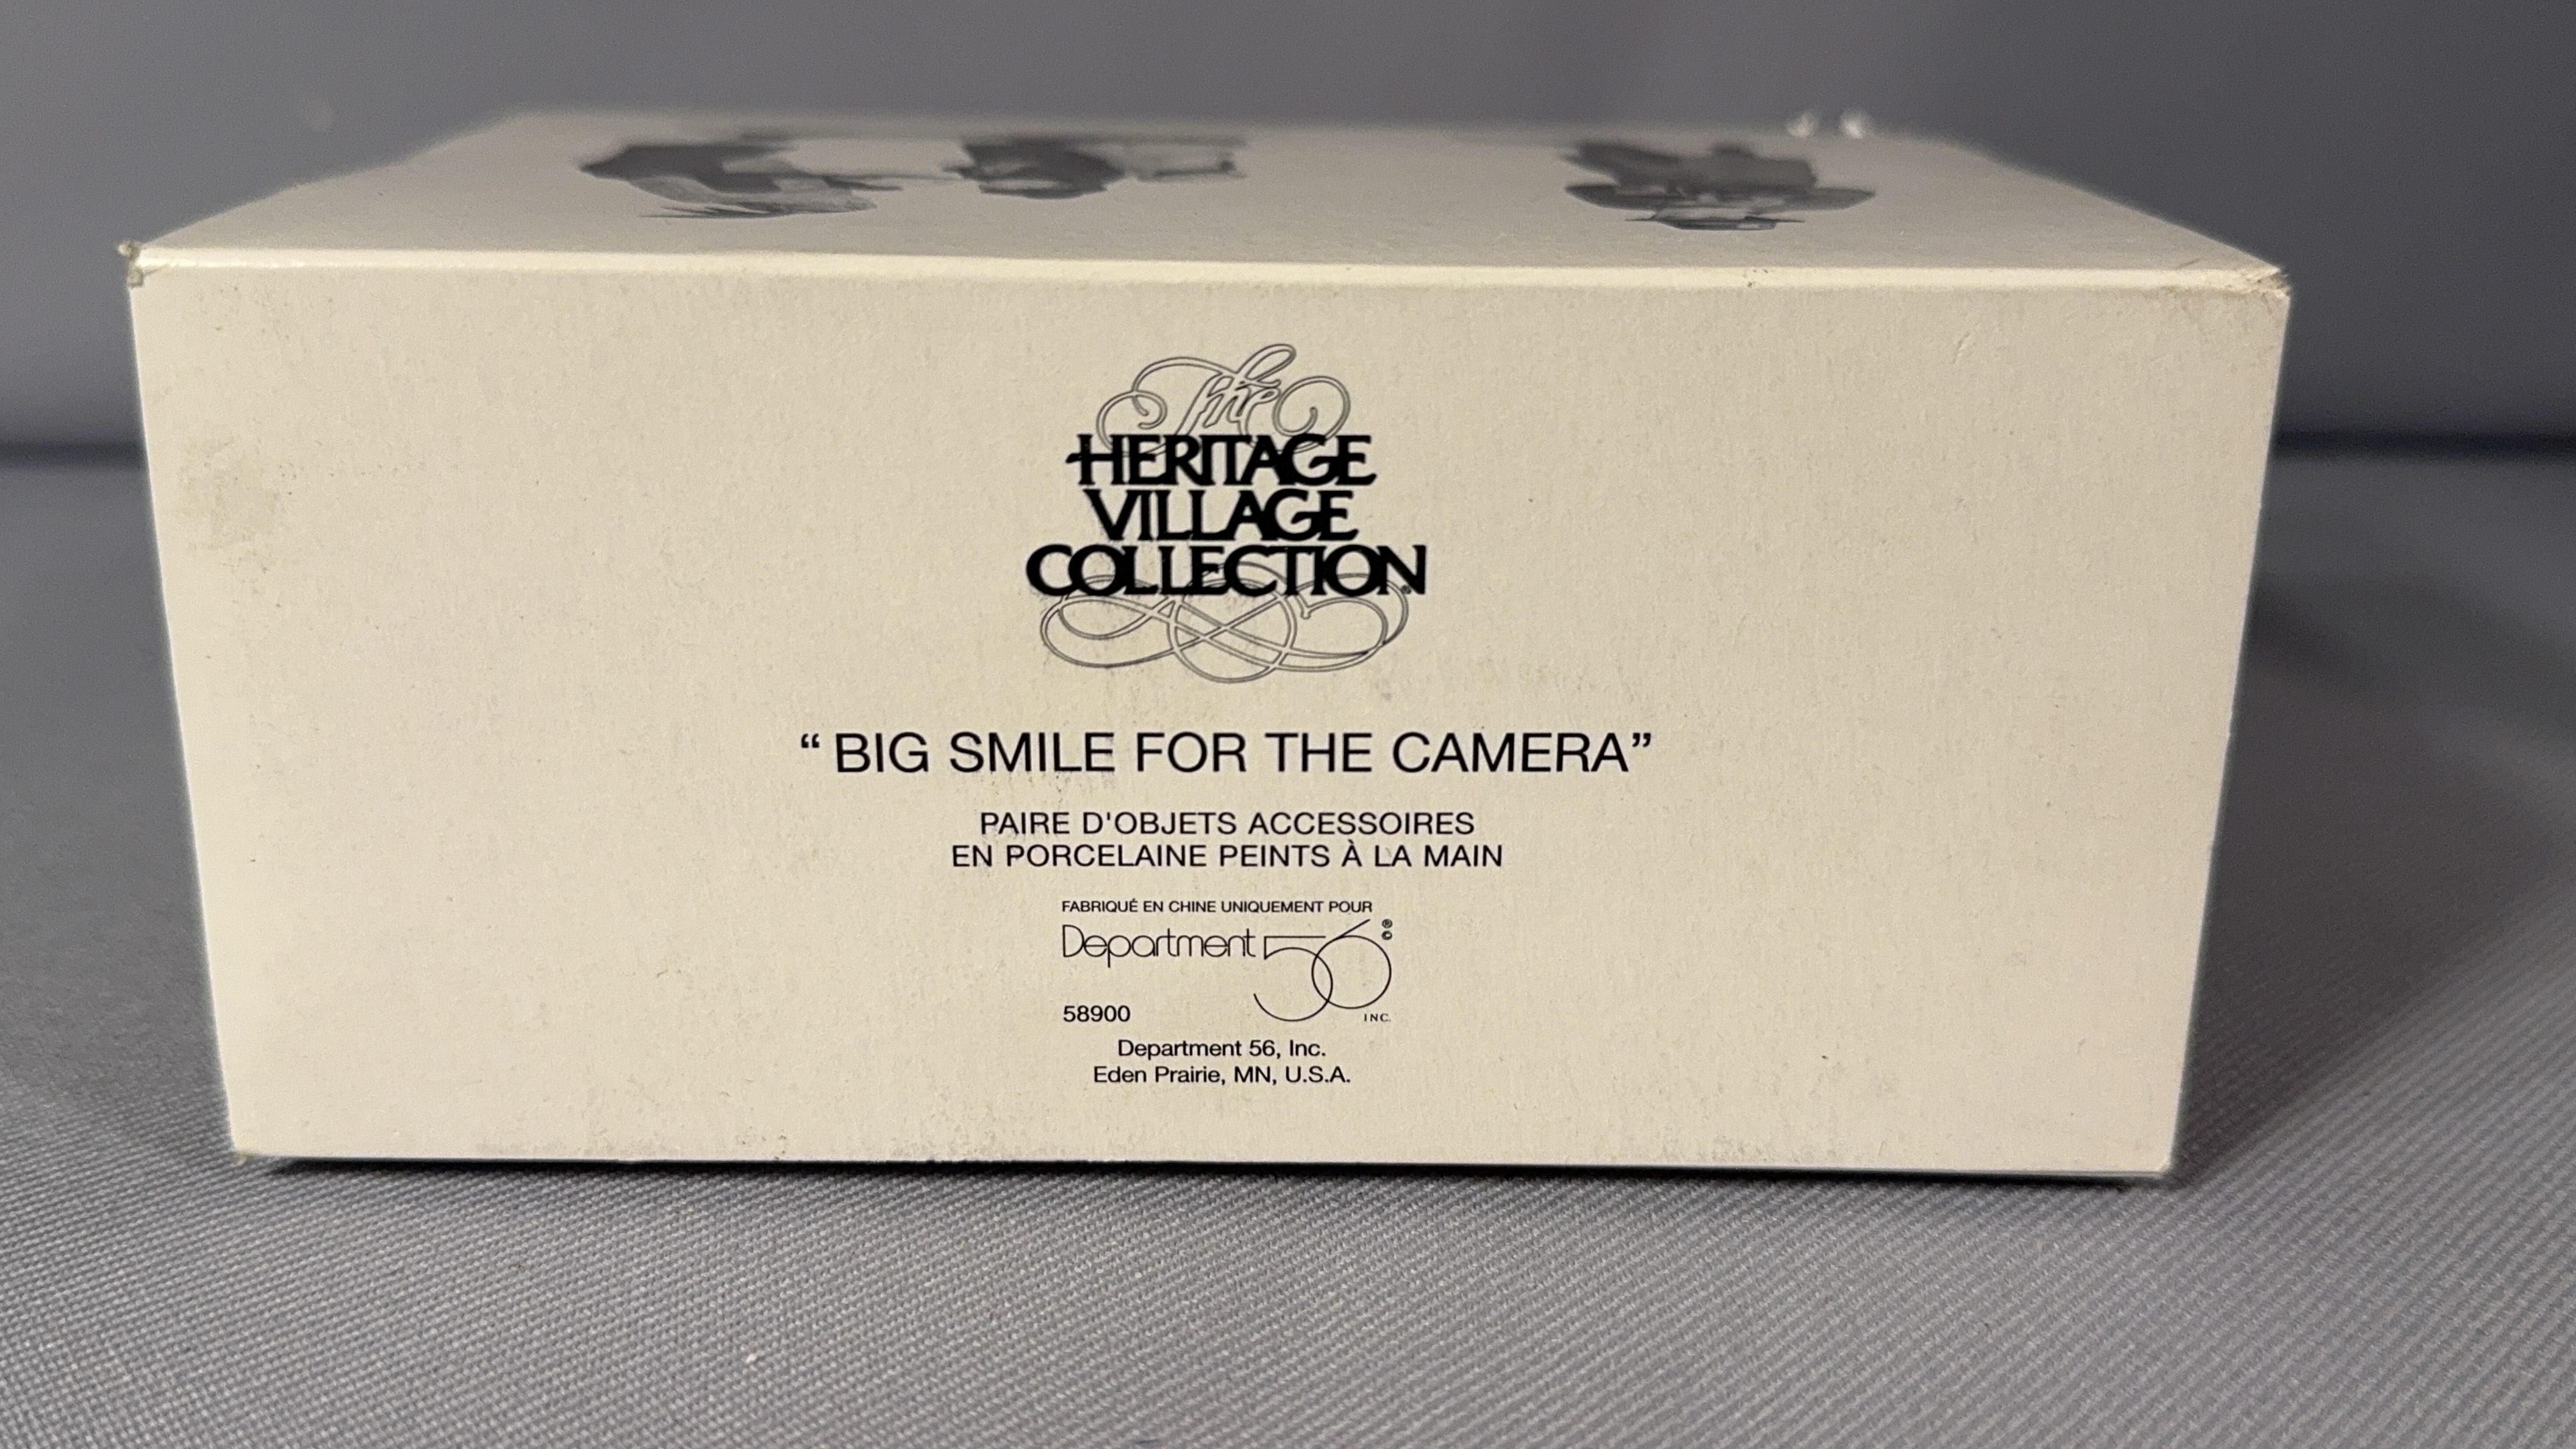 The
HERITAGE
VILLAGE
COLLECTION®
“BIG SMILE FOR THE CAMERA”
PAIRE D'OBJETS ACCESSOIRES
EN PORCELAINE PEINTS À LA MAIN
FABRIQUÉ EN CHINE UNIQUEMENT POUR
Department 56 ® ©
58900
INC.
Department 56, Inc.
Eden Prairie, MN, U.S.A.